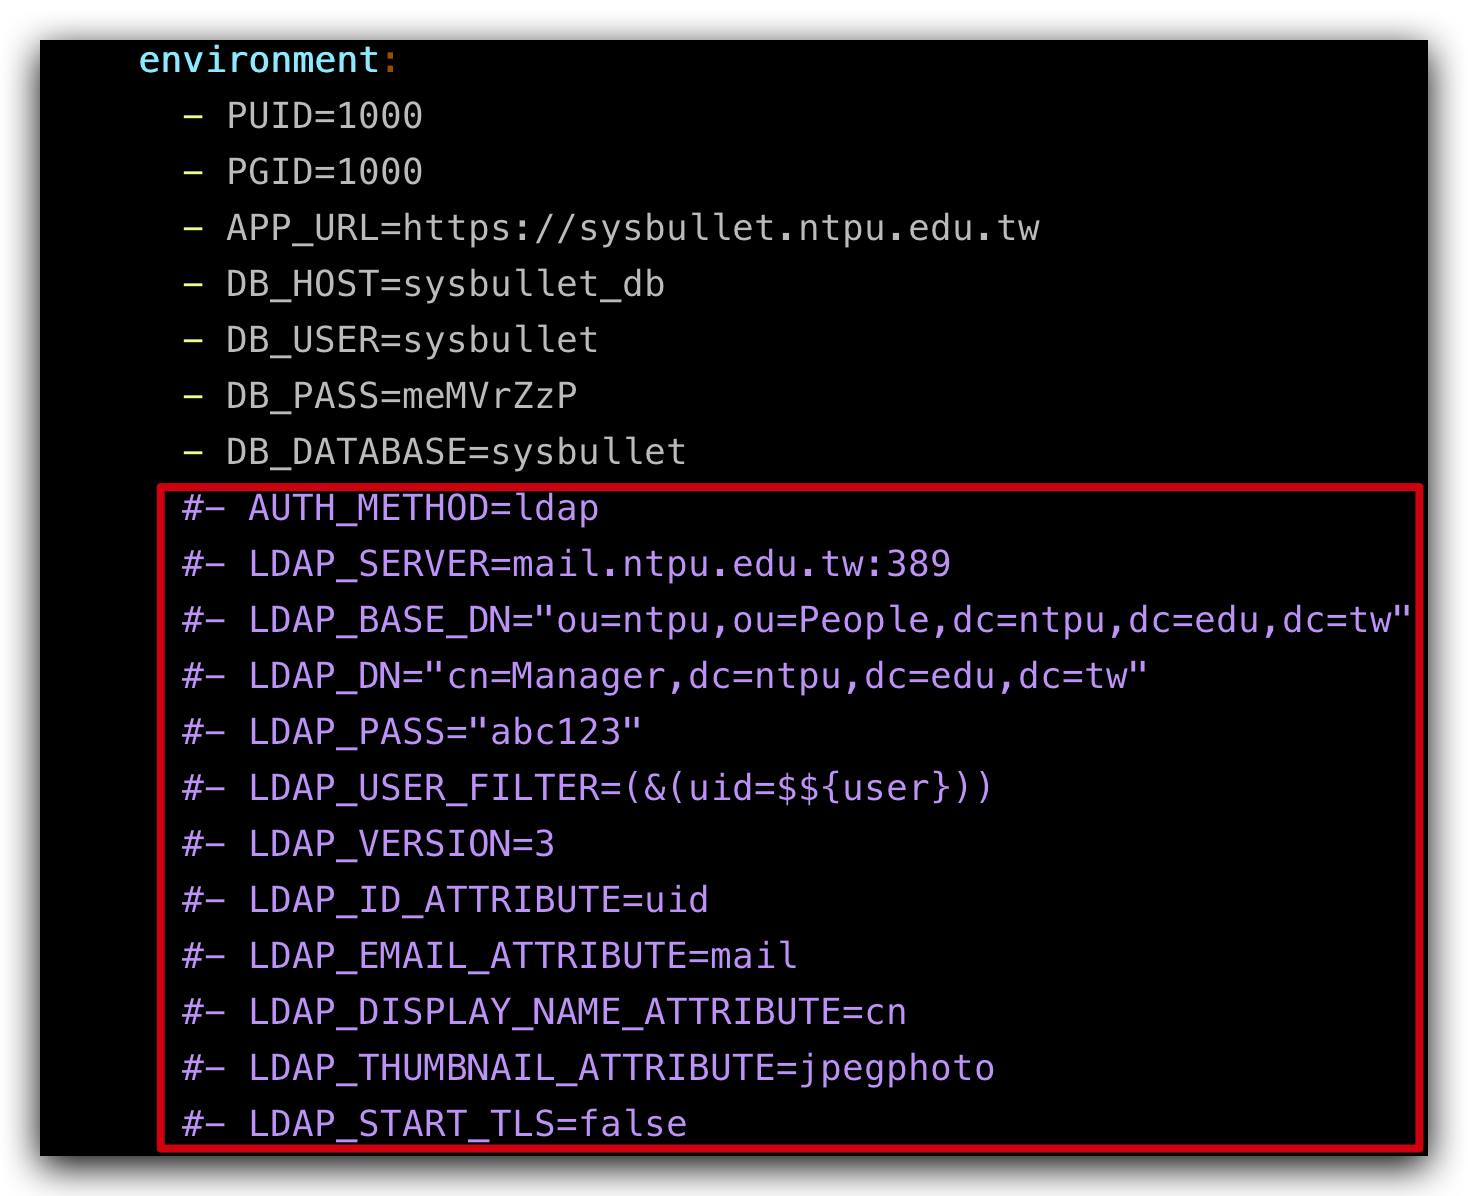 environment:
- PUID=1000
- PGID=1000
- APP_URL=https://sysbullet.ntpu.edu.tw
- DB_HOST=sysbullet_db
- DB_USER=sysbullet
- DB_PASS=meMVrZzP
- DB_DATABASE=sysbullet
#- AUTH_METHOD=ldap
#- LDAP_SERVER=mail.ntpu.edu.tw:389
#- LDAP_BASE_DN="ou=ntpu,ou=People,dc=ntpu,dc=edu,dc=tw"
#- LDAP_DN="cn=Manager,dc=ntpu,dc=edu,dc=tw"
#- LDAP_PASS="abc123"
#- LDAP_USER_FILTER=(&(uid=$${user}))
#- LDAP_VERSION=3
#- LDAP_ID_ATTRIBUTE=uid
#- LDAP_EMAIL_ATTRIBUTE=mail
#- LDAP_DISPLAY_NAME_ATTRIBUTE=cn
#- LDAP_THUMBNAIL_ATTRIBUTE=jpegphoto
#- LDAP_START_TLS=false